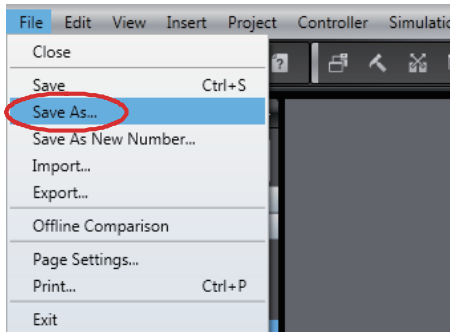 File Edit View Insert Project Controller Simulatio
Close
Save Ctrl+S
Save As...
Save As New Number...
Import...
Export...
Offline Comparison
Page Settings...
Print... Ctrl+P
Exit